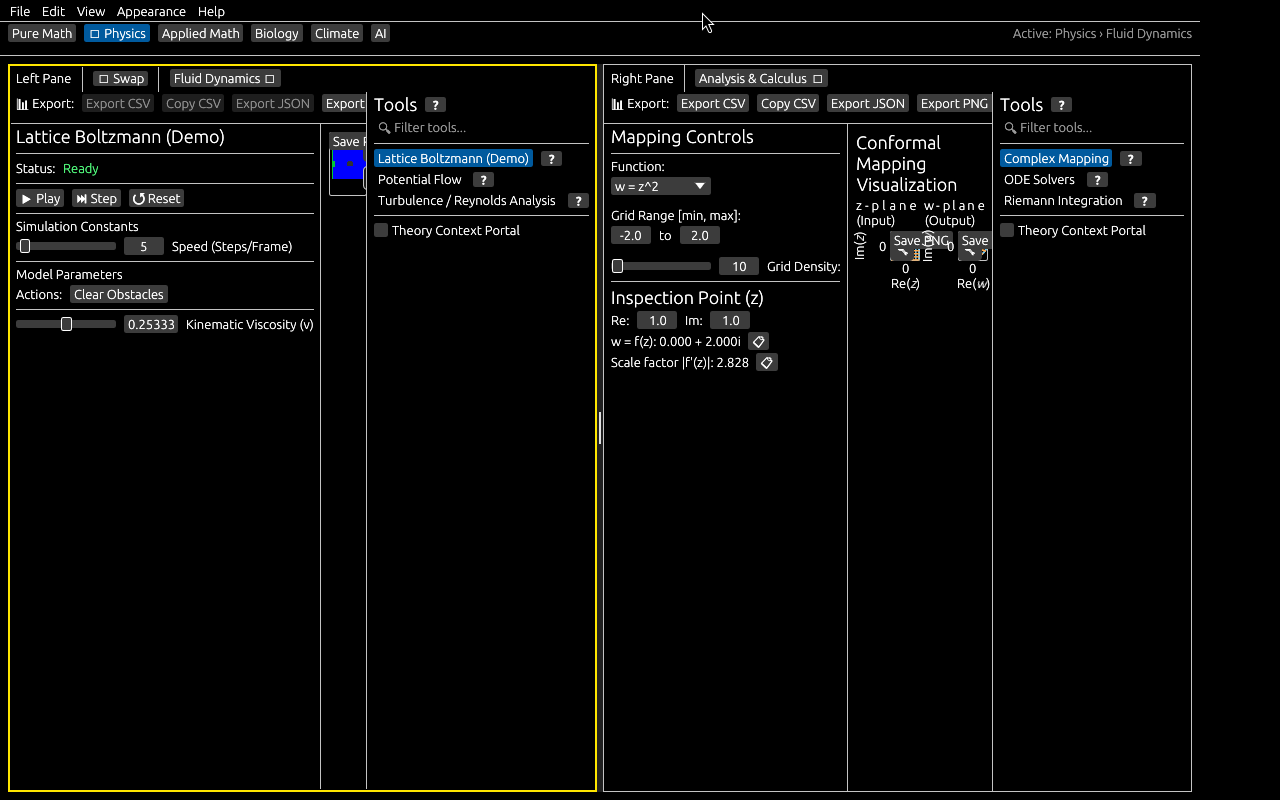 File Edit View Appearance Help
Pure Math Physics Applied Math Biology Climate AI Active: Physics › Fluid Dynamics
Left Pane Swap Fluid Dynamics
Export: Export CSV Copy CSV Export JSON Export
Lattice Boltzmann (Demo)
Status: Ready
Play Step Reset
Simulation Constants
5 Speed (Steps/Frame)
Model Parameters
Actions: Clear Obstacles
0.25333 Kinematic Viscosity (ν)
Save
Tools ?
Filter tools...
Lattice Boltzmann (Demo) ?
Potential Flow ?
Turbulence / Reynolds Analysis ?
Theory Context Portal
Right Pane Analysis & Calculus
Export: Export CSV Copy CSV Export JSON Export PNG
Mapping Controls
Function:
w = z^2
Grid Range [min, max]:
-2.0 to 2.0
10 Grid Density:
Inspection Point (z)
Re: 1.0 Im: 1.0
w = f(z): 0.000 + 2.000i
Scale factor |f'(z)|: 2.828
Conformal
Mapping
Visualization
z-plane
(Input)
Im(z)
0
Save PNG
0
Re(z)
w-plane
(Output)
0
Save
0
Re(w)
Tools ?
Filter tools...
Complex Mapping ?
ODE Solvers ?
Riemann Integration ?
Theory Context Portal